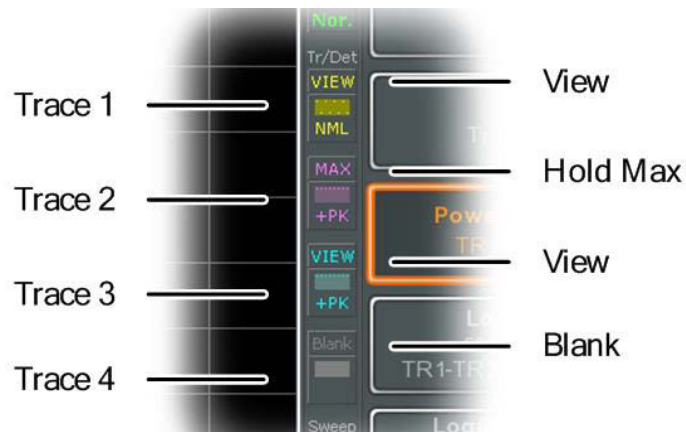 Nor.
Tr/Det
VIEW
NML
MAX
+PK
VIEW
+PK
Blank
Sweep
Trace 1
Trace 2
Trace 3
Trace 4
View
Hold Max
View
Blank
TR1-TR